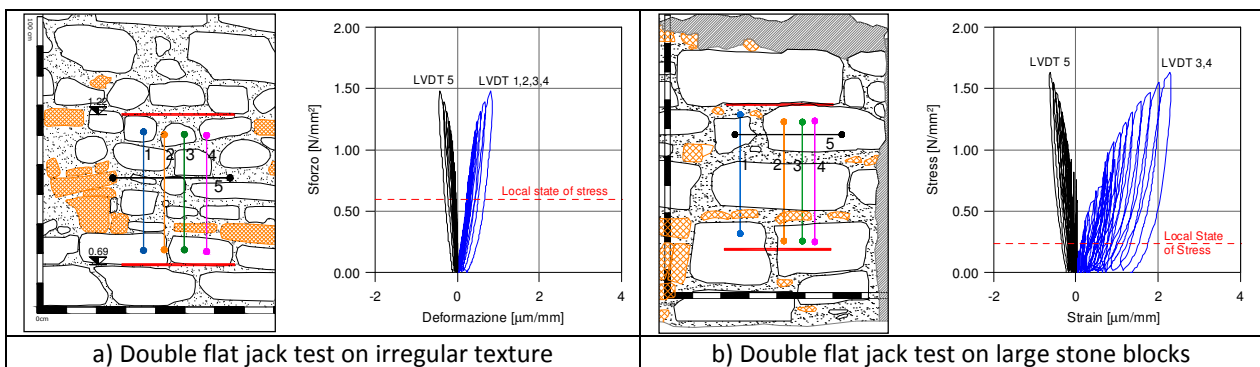 100 cm
1.22
1
2
3
4
5
0.69
0cm
2.00
1.50
1.00
0.50
0.00
Sforzo [N/mm²]
LVDT 5
LVDT 1,2,3,4
Local state of stress
-2
0
2
4
Deformazione [µm/mm]
1
2
3
4
5
2.00
1.50
1.00
0.50
0.00
Stress [N/mm²]
LVDT 5
LVDT 3,4
Local State
of Stress
-2
0
2
4
Strain [µm/mm]
a) Double flat jack test on irregular texture
b) Double flat jack test on large stone blocks